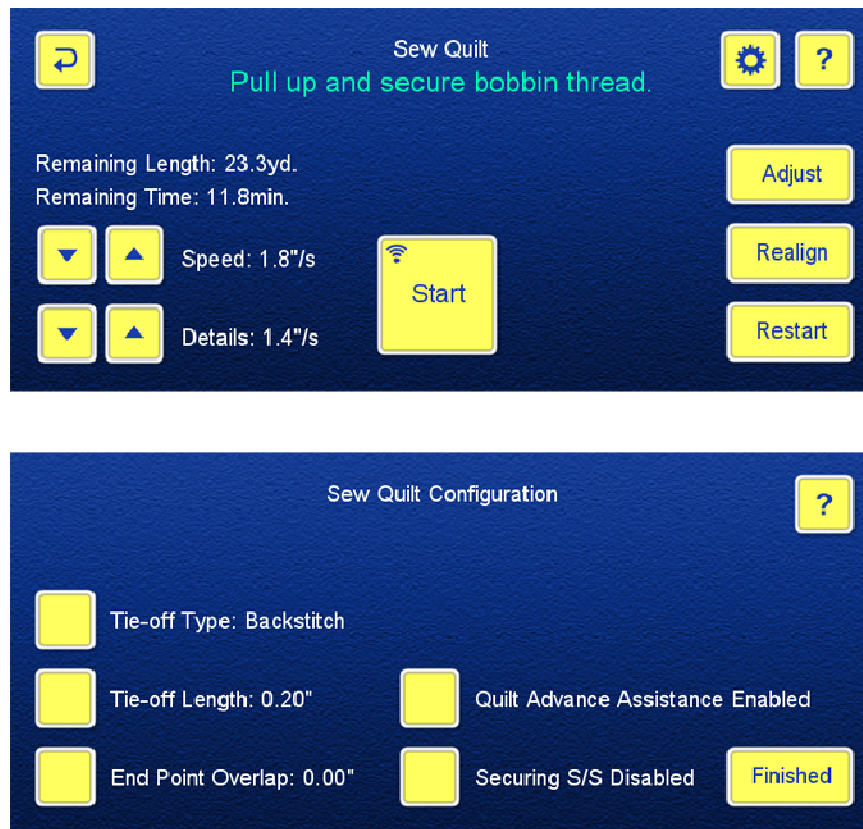 Sew Quilt
?
Pull up and secure bobbin thread.
Remaining Length: 23.3yd.
Remaining Time: 11.8min.
Adjust
Speed: 1.8"/s
Start
Realign
Details: 1.4"/s
Restart
Sew Quilt Configuration
?
Tie-off Type: Backstitch
Tie-off Length: 0.20"
Quilt Advance Assistance Enabled
End Point Overlap: 0.00"
Securing S/S Disabled
Finished